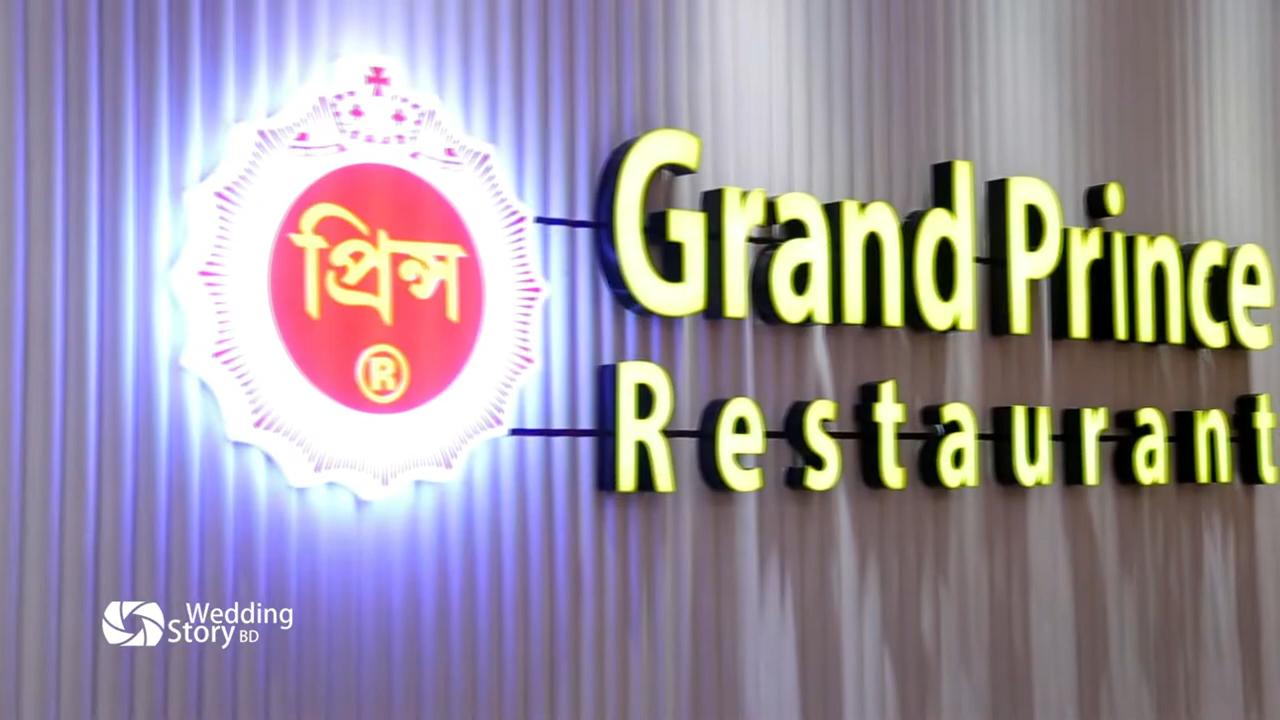 প্রিন্স
®
Grand Prince
Restaurant
Wedding
Story BD